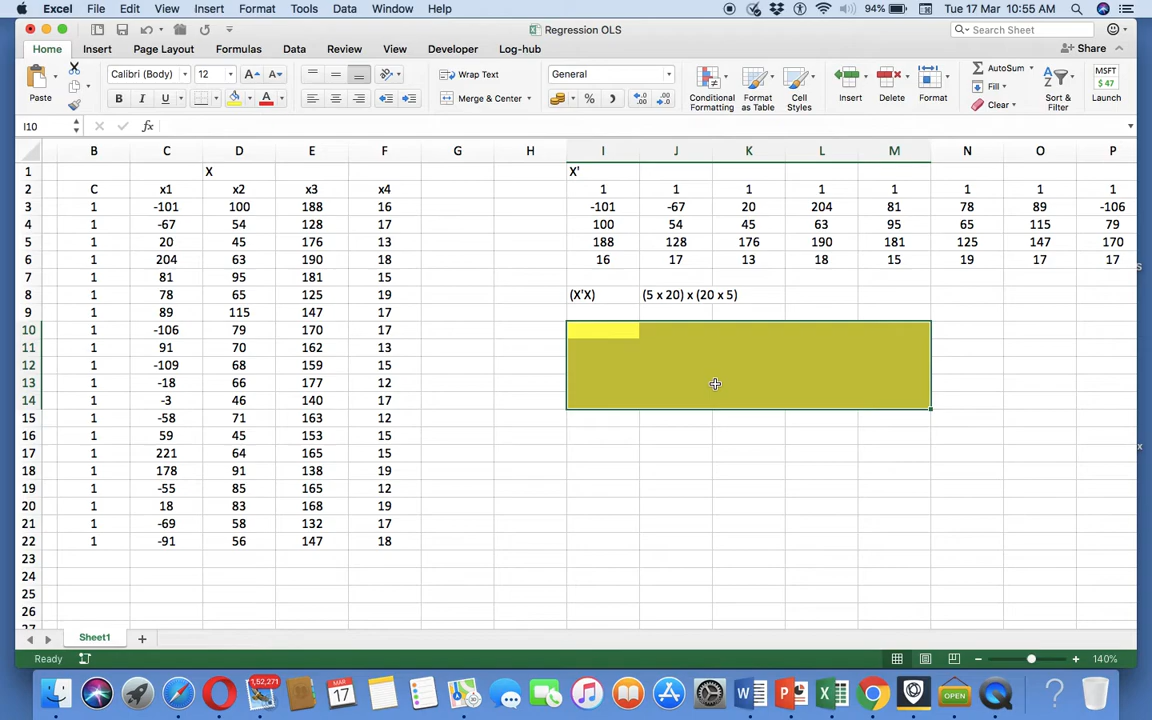 Excel File Edit View Insert Format Tools Data Window Help 94% Tue 17 Mar 10:55 AM
Regression OLS Search Sheet
Home Insert Page Layout Formulas Data Review View Developer Log-hub Share
Paste Calibri (Body) 12 A A Wrap Text General Conditional Formatting Format as Table Cell Styles Insert Delete Format AutoSum Fill Clear Sort & Filter MSFT $ 47 Launch
B I U A Merge & Center %
I10 fx
B C D E F G H I J K L M N O P
1 X X'
2 C x1 x2 x3 x4 1 1 1 1 1 1 1 1
3 1 -101 100 188 16 -101 -67 20 204 81 78 89 -106
4 1 -67 54 128 17 100 54 45 63 95 65 115 79
5 1 20 45 176 13 188 128 176 190 181 125 147 170
6 1 204 63 190 18 16 17 13 18 15 19 17 17
7 1 81 95 181 15
8 1 78 65 125 19 (X'X) (5 x 20) x (20 x 5)
9 1 89 115 147 17
10 1 -106 79 170 17
11 1 91 70 162 13
12 1 -109 68 159 15
13 1 -18 66 177 12
14 1 -3 46 140 17
15 1 -58 71 163 12
16 1 59 45 153 15
17 1 221 64 165 15
18 1 178 91 138 19
19 1 -55 85 165 12
20 1 18 83 168 19
21 1 -69 58 132 17
22 1 -91 56 147 18
23
24
25
26
Sheet1 +
Ready 140%
1,52,271 MAR 17 OPEN